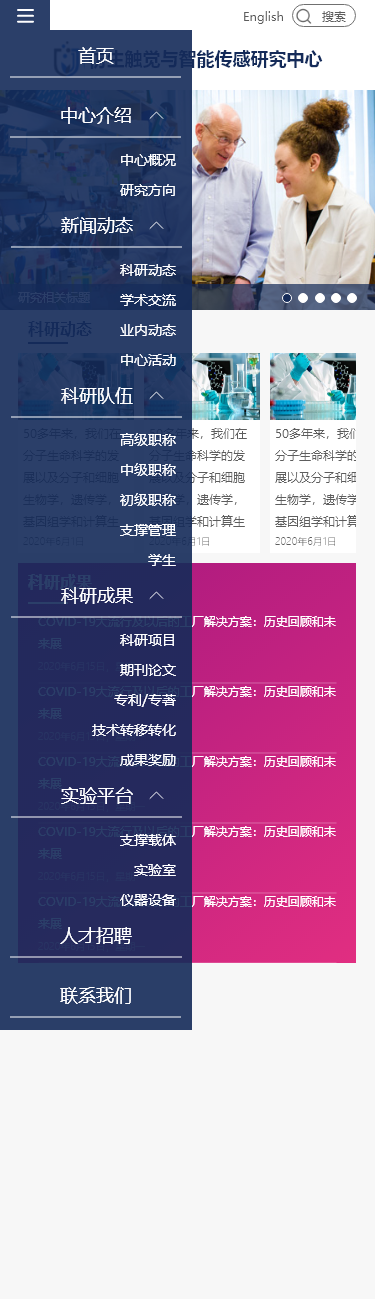 English
搜索
生触觉与智能传感研究中心
首页
中心介绍
中心概况
研究方向
新闻动态
科研动态
学术交流
业内动态
中心活动
科研队伍
高级职称
中级职称
初级职称
支撑管理
学生
科研成果
科研项目
期刊论文
专利/专著
技术转移转化
成果奖励
实验平台
支撑载体
实验室
仪器设备
人才招聘
联系我们
研究相关标题
科研动态
50多年来，我们在
分子生命科学的发
展以及分子和细胞
生物学，遗传学，
基因组学和计算生
2020年6月1日
50多年来，我们在
分子生命科学的发
展以及分子和细胞
生物学，遗传学，
基因组学和计算生
2020年6月1日
50多年来，我们
分子生命科学的
展以及分子和细
生物学，遗传学
基因组学和计算
2020年6月1日
科研成果
COVID-19大流行及以后的工厂解决方案：历史回顾和未
来展
COVID-19大流行及以后的工厂解决方案：历史回顾和未
来展
COVID-19大流行及以后的工厂解决方案：历史回顾和未
来展
COVID-19大流行及以后的工厂解决方案：历史回顾和未
来展
COVID-19大流行及以后的工厂解决方案：历史回顾和未
来展